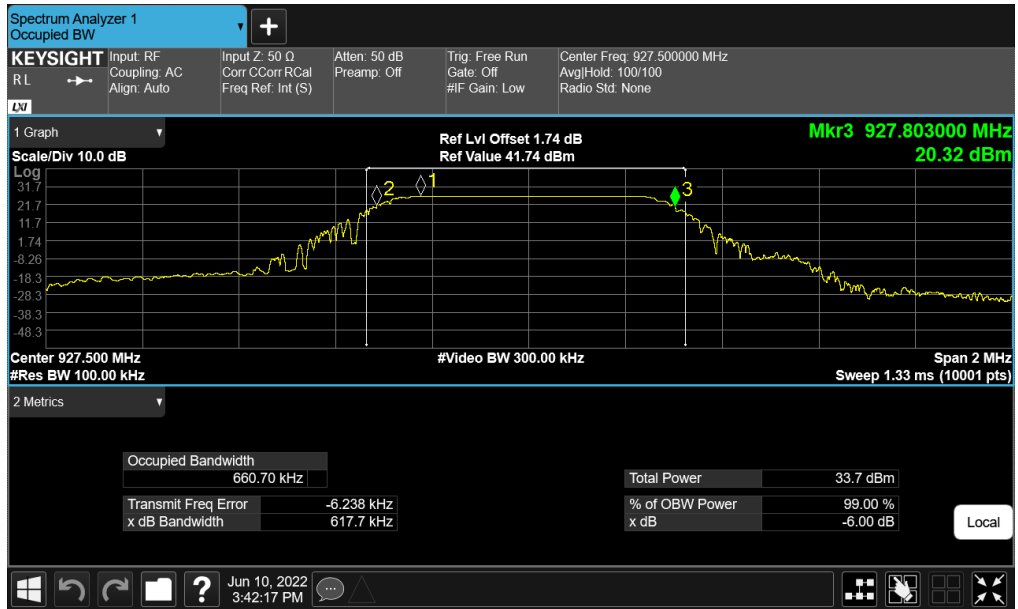 Spectrum Analyzer 1
Occupied BW
+
KEYSIGHT
R L
LXI
Input: RF
Coupling: AC
Align: Auto
Input Z: 50 Ω
Corr CCorr RCal
Freq Ref: Int (S)
Atten: 50 dB
Preamp: Off
Trig: Free Run
Gate: Off
#IF Gain: Low
Center Freq: 927.500000 MHz
Avg|Hold: 100/100
Radio Std: None
1 Graph
Scale/Div 10.0 dB
Ref Lvl Offset 1.74 dB
Ref Value 41.74 dBm
Mkr3 927.803000 MHz
20.32 dBm
Log
31.7
21.7
11.7
1.74
-8.26
-18.3
-28.3
-38.3
-48.3
2
1
3
Center 927.500 MHz
#Res BW 100.00 kHz
#Video BW 300.00 kHz
Span 2 MHz
Sweep 1.33 ms (10001 pts)
2 Metrics
Occupied Bandwidth
660.70 kHz
Transmit Freq Error -6.238 kHz
x dB Bandwidth 617.7 kHz
Total Power 33.7 dBm
% of OBW Power 99.00 %
x dB -6.00 dB
Local
?
Jun 10, 2022
3:42:17 PM